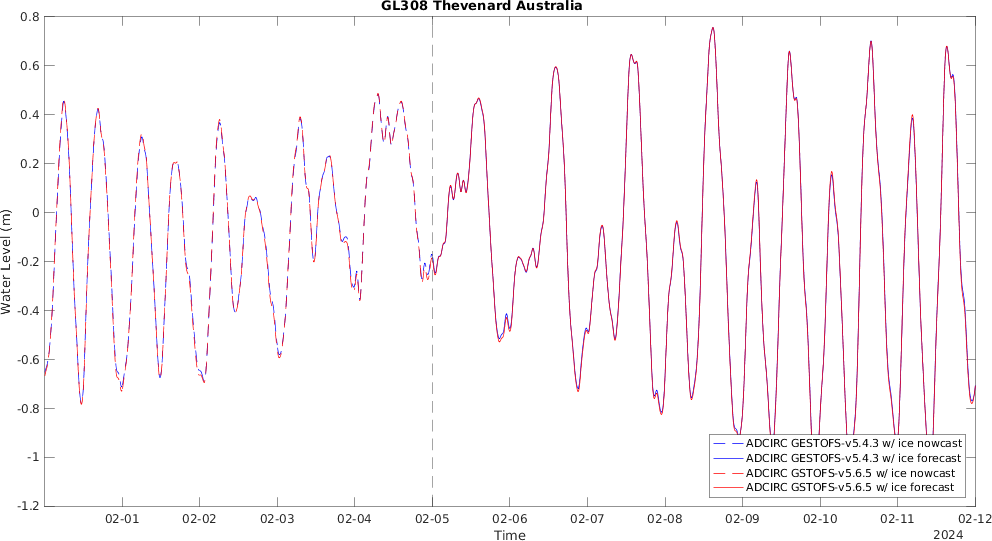 GL308 Thevenard Australia
Water Level (m)
0.8
0.6
0.4
0.2
0
-0.2
-0.4
-0.6
-0.8
-1
-1.2
ADCIRC GESTOFS-v5.4.3 w/ ice nowcast
ADCIRC GESTOFS-v5.4.3 w/ ice forecast
ADCIRC GSTOFS-v5.6.5 w/ ice nowcast
ADCIRC GSTOFS-v5.6.5 w/ ice forecast
02-01 02-02 02-03 02-04 02-05 02-06 02-07 02-08 02-09 02-10 02-11 02-12
Time
2024